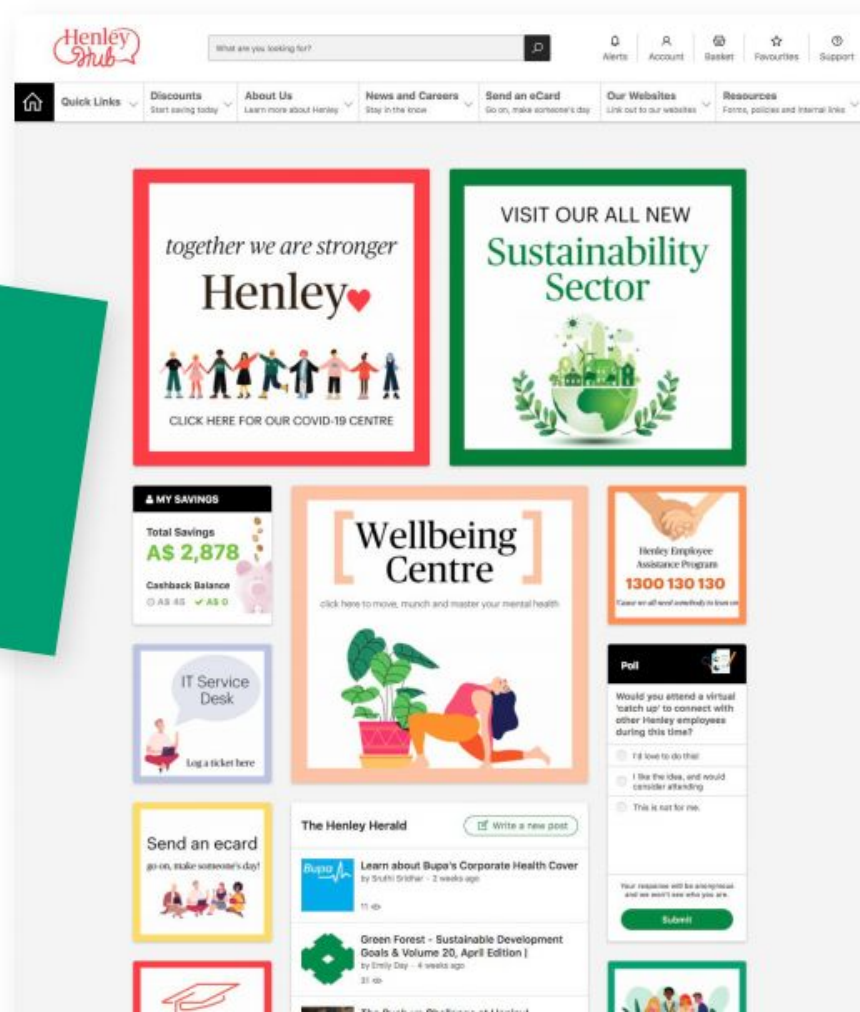 Henley
Hub
What are you looking for?
Alerts
Account
Basket
Favourites
Support
Quick Links
Discounts
Start saving today
About Us
Learn more about Henley
News and Careers
Stay in the know
Send an eCard
Go on, make someone's day
Our Websites
Link out to our websites
Resources
Forms, policies and internal links
together we are stronger
Henley
CLICK HERE FOR OUR COVID-19 CENTRE
VISIT OUR ALL NEW
Sustainability
Sector
MY SAVINGS
Total Savings
A$ 2,878
Cashback Balance
A$ 45 A$ 0
Wellbeing
Centre
click here to move, munch and master your mental health
Henley Employee
Assistance Program
1300 130 130
'Cause we all need somebody to lean on
IT Service
Desk
Log a ticket here
Poll
Would you attend a virtual
'catch up' to connect with
other Henley employees
during this time?
I'd love to do this!
I like the idea, and would
consider attending
This is not for me.
Your response will be anonymous
and we won't see who you are.
Submit
Send an ecard
go on, make someone's day!
The Henley Herald
Write a new post
Bupa
Learn about Bupa's Corporate Health Cover
by Sruthi Sridhar - 2 weeks ago
11
Green Forest - Sustainable Development
Goals & Volume 20, April Edition |
by Emily Day - 4 weeks ago
31